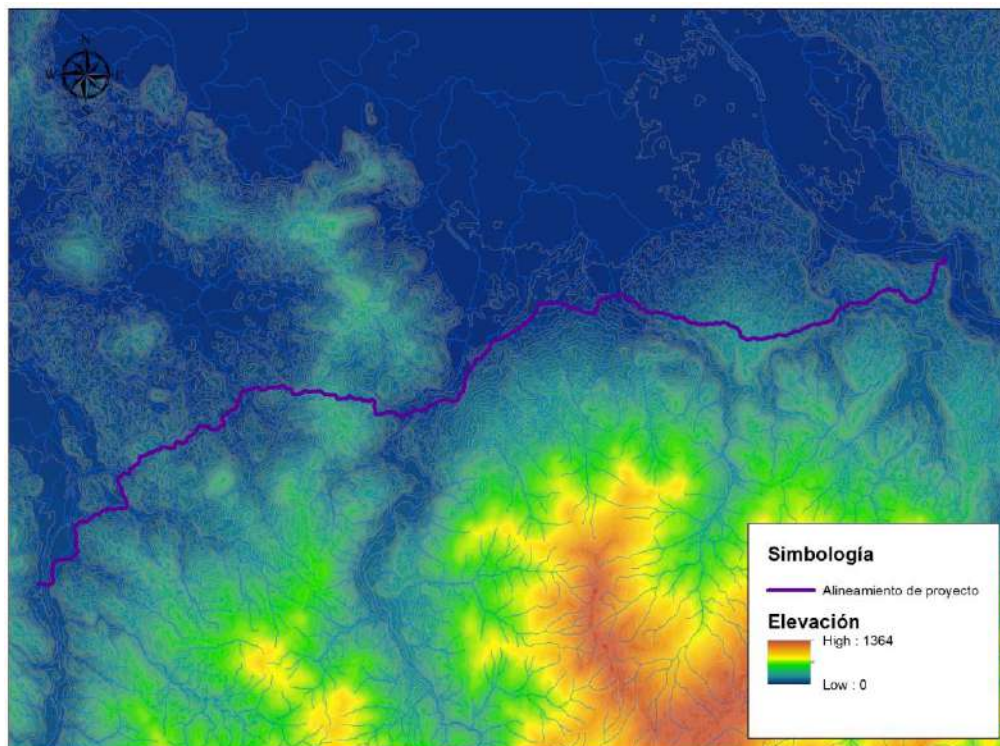 N
W
E
S
Simbología
Alineamiento de proyecto
Elevación
High : 1364
Low : 0